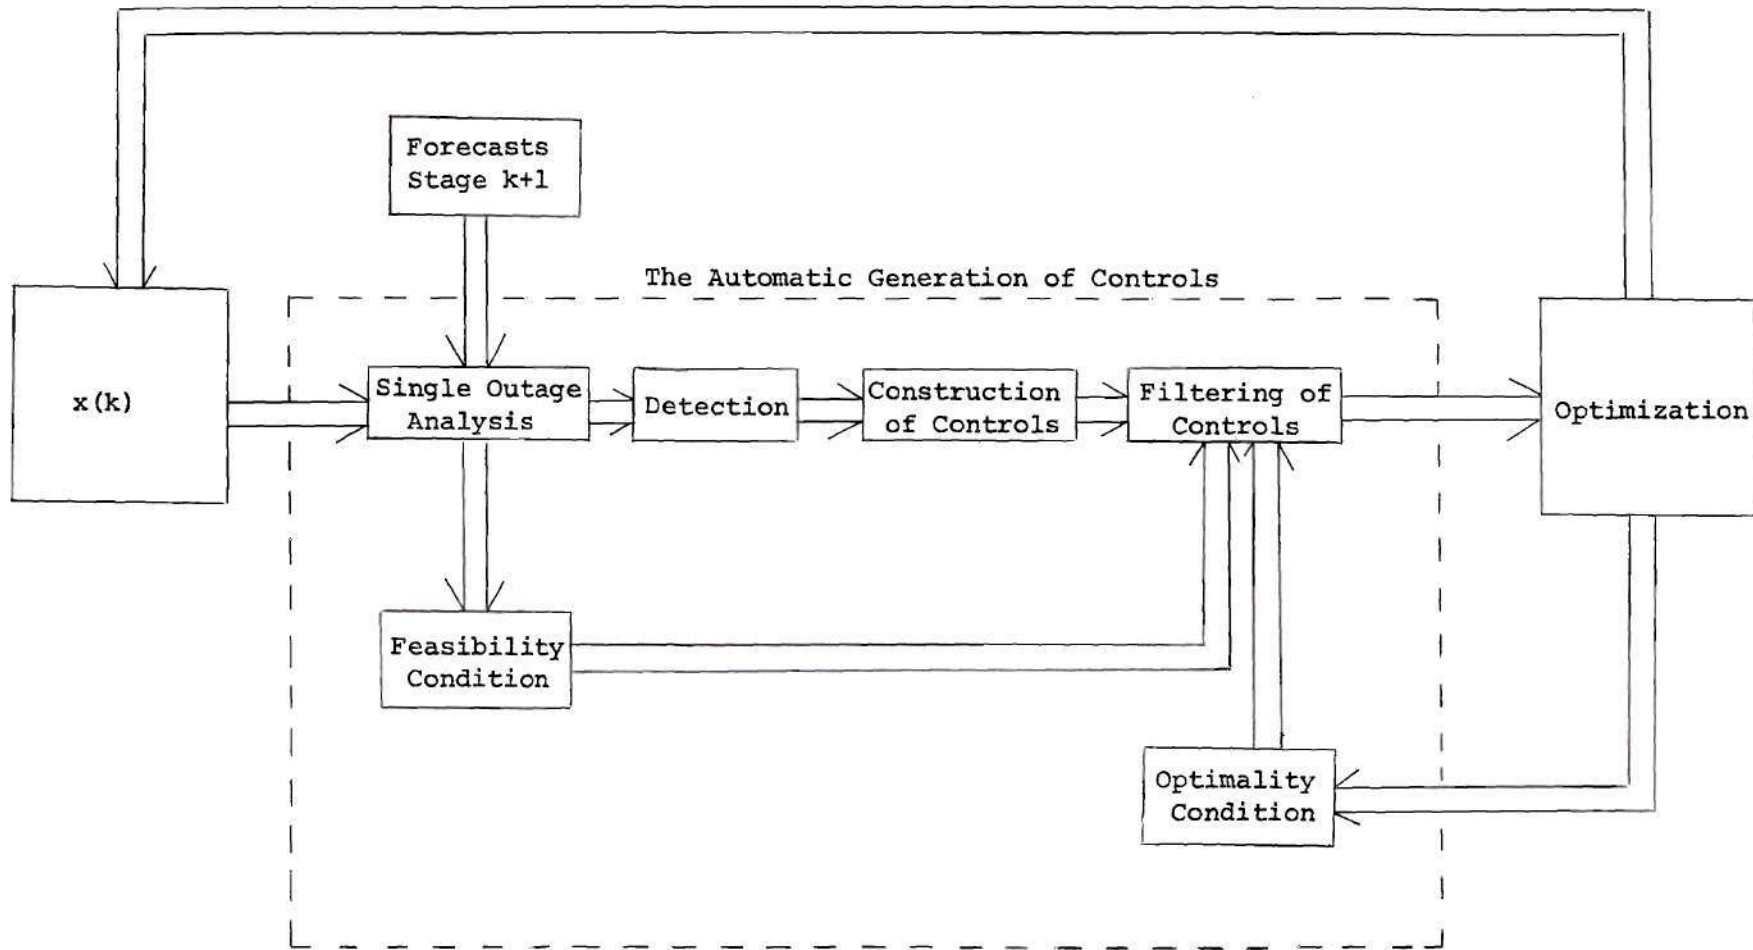 Forecasts
Stage k+1
The Automatic Generation of Controls
x(k)
Single Outage
Analysis
Detection
Construction
of Controls
Filtering of
Controls
Optimization
Feasibility
Condition
Optimality
Condition